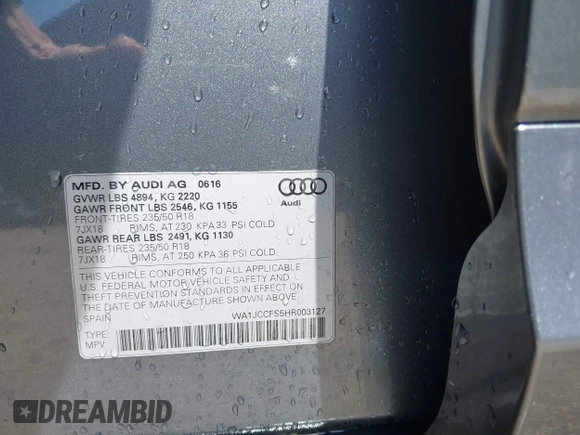 MFD. BY AUDI AG 0616
GVWR LBS 4894, KG 2220
GAWR FRONT LBS 2546, KG 1155
FRONT-TIRES 235/50 R18
7JX18 RIMS, AT 230 KPA 33 PSI COLD
GAWR REAR LBS 2491, KG 1130
REAR-TIRES 235/50 R18
7JX18 RIMS, AT 250 KPA 36 PSI COLD
Audi
THIS VEHICLE CONFORMS TO ALL APPLICABLE
U.S. FEDERAL MOTOR VEHICLE SAFETY AND
THEFT PREVENTION STANDARDS IN EFFECT ON
THE DATE OF MANUFACTURE SHOWN ABOVE.
SPAIN
WA1JCCFS5HR003127
TYPE:
MPV
DREAMBID